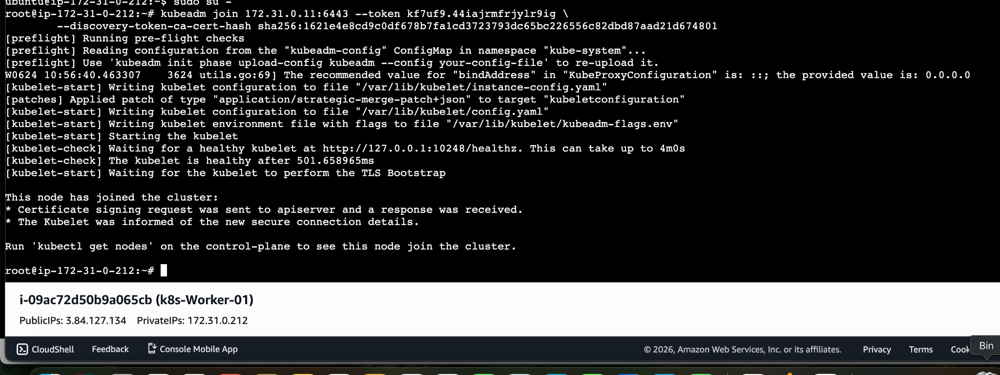 ubuntu@ip-172-31-0-212:~$ sudo su -
root@ip-172-31-0-212:~# kubeadm join 172.31.0.11:6443 --token kf7uf9.44iajrmfrjylr9ig \
        --discovery-token-ca-cert-hash sha256:1621e4e8cd9c0df678b7fa1cd3723793dc65bc226556c82dbd87aad21d674801
[preflight] Running pre-flight checks
[preflight] Reading configuration from the "kubeadm-config" ConfigMap in namespace "kube-system"...
[preflight] Use 'kubeadm init phase upload-config kubeadm --config your-config-file' to re-upload it.
W0624 10:56:40.463307    3624 utils.go:69] The recommended value for "bindAddress" in "KubeProxyConfiguration" is: ::; the provided value is: 0.0.0.0
[kubelet-start] Writing kubelet configuration to file "/var/lib/kubelet/instance-config.yaml"
[patches] Applied patch of type "application/strategic-merge-patch+json" to target "kubeletconfiguration"
[kubelet-start] Writing kubelet configuration to file "/var/lib/kubelet/config.yaml"
[kubelet-start] Writing kubelet environment file with flags to file "/var/lib/kubelet/kubeadm-flags.env"
[kubelet-start] Starting the kubelet
[kubelet-check] Waiting for a healthy kubelet at http://127.0.0.1:10248/healthz. This can take up to 4m0s
[kubelet-check] The kubelet is healthy after 501.658965ms
[kubelet-start] Waiting for the kubelet to perform the TLS Bootstrap
This node has joined the cluster:
* Certificate signing request was sent to apiserver and a response was received.
* The Kubelet was informed of the new secure connection details.
Run 'kubectl get nodes' on the control-plane to see this node join the cluster.
root@ip-172-31-0-212:~#
i-09ac72d50b9a065cb (k8s-Worker-01)
PublicIPs: 3.84.127.134    PrivateIPs: 172.31.0.212
CloudShell    Feedback    Console Mobile App    © 2026, Amazon Web Services, Inc. or its affiliates.    Privacy    Terms    Cook
Bin